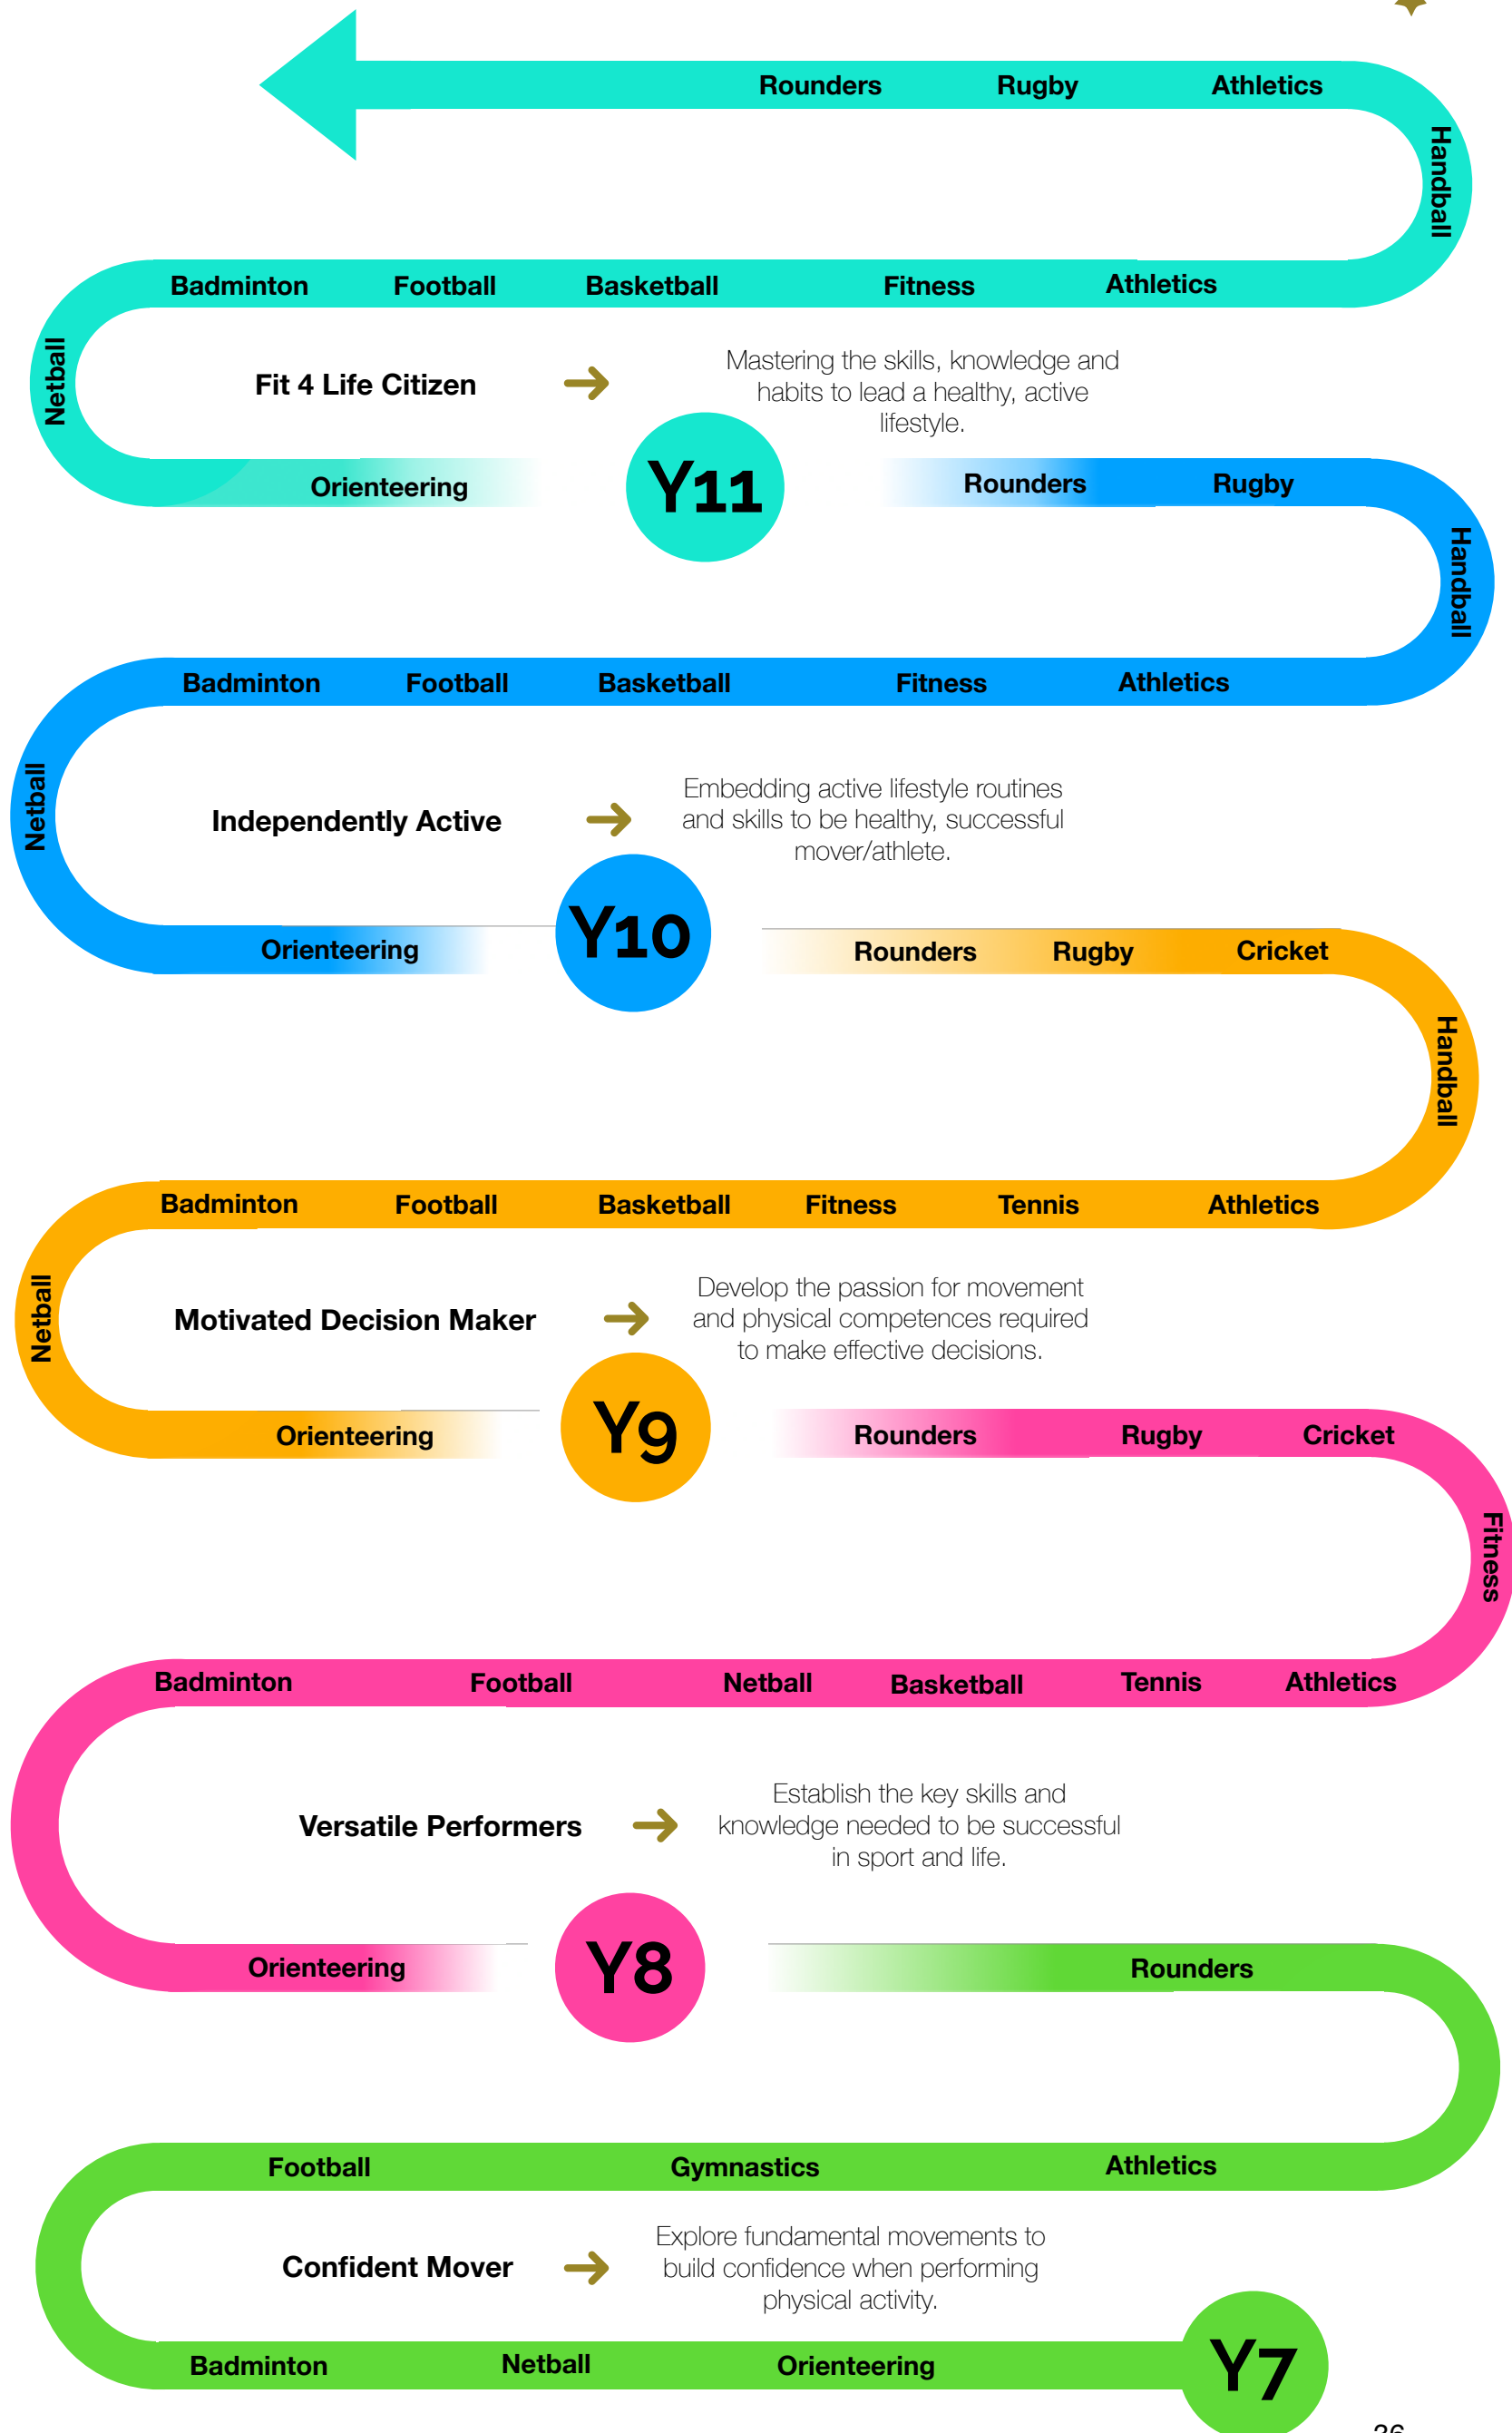 Rounders Rugby Athletics
Handball
Badminton Football Basketball Fitness Athletics
Netball
Fit 4 Life Citizen
Mastering the skills, knowledge and
habits to lead a healthy, active
lifestyle.
Orienteering
Y11
Rounders Rugby
Handball
Badminton Football Basketball Fitness Athletics
Netball
Independently Active
Embedding active lifestyle routines
and skills to be healthy, successful
mover/athlete.
Orienteering
Y10
Rounders Rugby Cricket
Handball
Badminton Football Basketball Fitness Tennis Athletics
Netball
Motivated Decision Maker
Develop the passion for movement
and physical competences required
to make effective decisions.
Orienteering
Y9
Rounders Rugby Cricket
Fitness
Badminton Football Netball Basketball Tennis Athletics
Versatile Performers
Establish the key skills and
knowledge needed to be successful
in sport and life.
Orienteering
Y8
Rounders
Football Gymnastics Athletics
Confident Mover
Explore fundamental movements to
build confidence when performing
physical activity.
Badminton Netball Orienteering
Y7